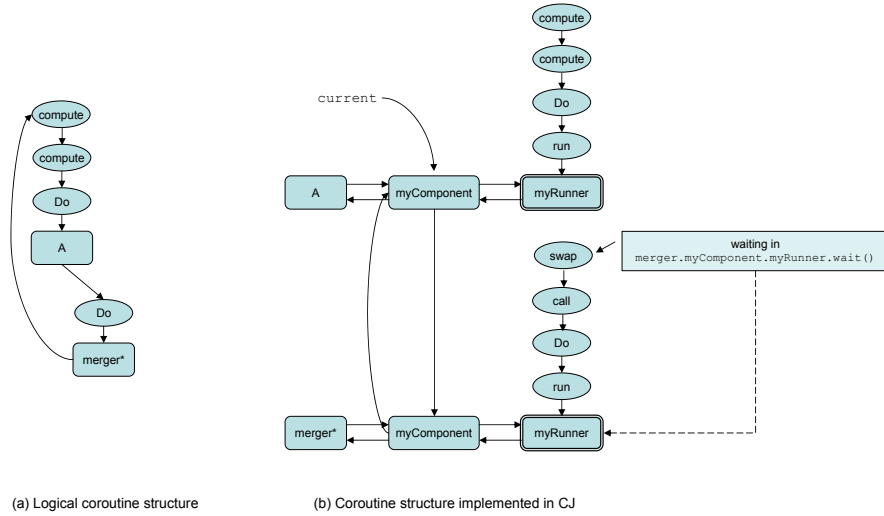 compute
compute
Do
A
Do
merger*
(a) Logical coroutine structure
compute
compute
Do
run
current
A
myComponent
myRunner
swap
waiting in
merger.myComponent.myRunner.wait()
call
Do
run
merger*
myComponent
myRunner
(b) Coroutine structure implemented in CJ